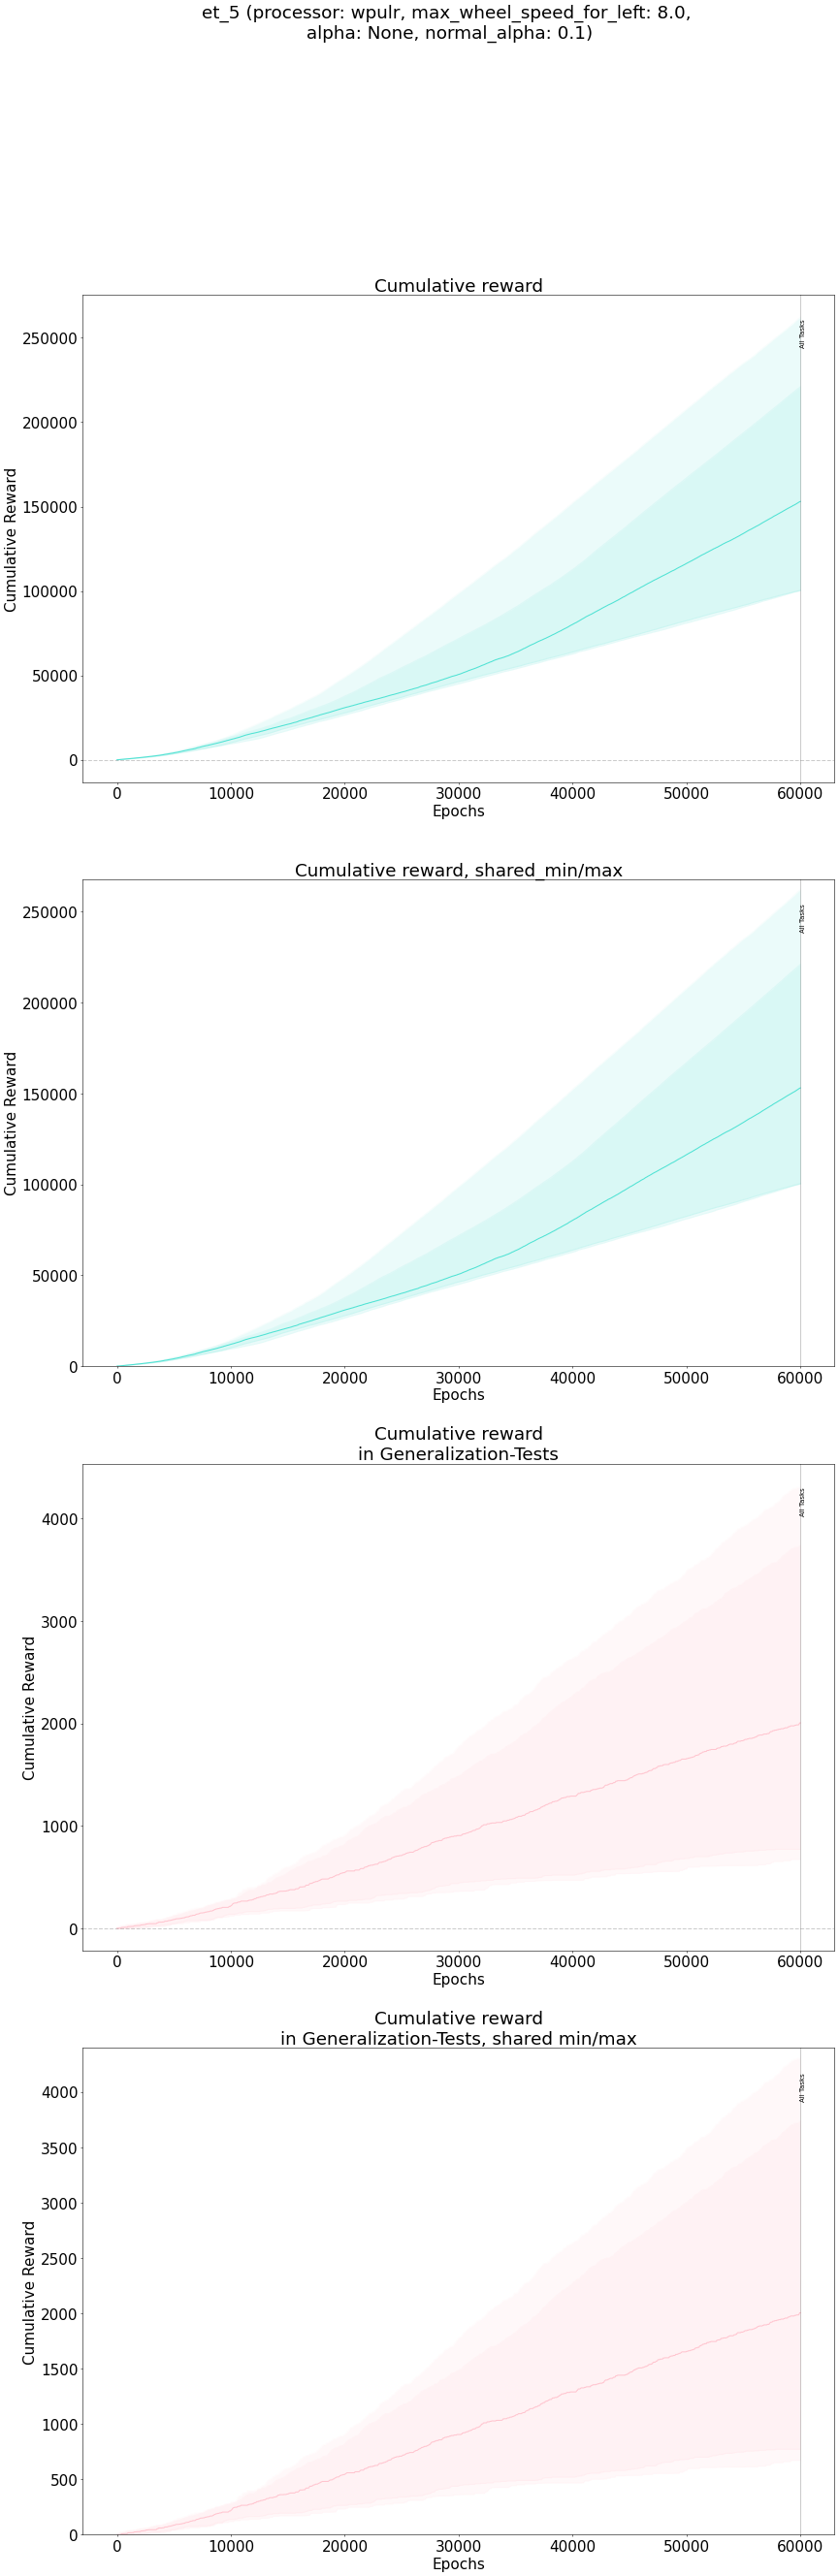 et_5 (processor: wpulr, max_wheel_speed_for_left: 8.0,
alpha: None, normal_alpha: 0.1)
Cumulative reward
250000
200000
150000
100000
50000
0
Cumulative Reward
All Tasks
0 10000 20000 30000 40000 50000 60000
Epochs
Cumulative reward, shared_min/max
250000
200000
150000
100000
50000
0
Cumulative Reward
All Tasks
0 10000 20000 30000 40000 50000 60000
Epochs
Cumulative reward
in Generalization-Tests
4000
3000
2000
1000
0
Cumulative Reward
All Tasks
0 10000 20000 30000 40000 50000 60000
Epochs
Cumulative reward
in Generalization-Tests, shared min/max
4000
3500
3000
2500
2000
1500
1000
500
0
Cumulative Reward
All Tasks
0 10000 20000 30000 40000 50000 60000
Epochs